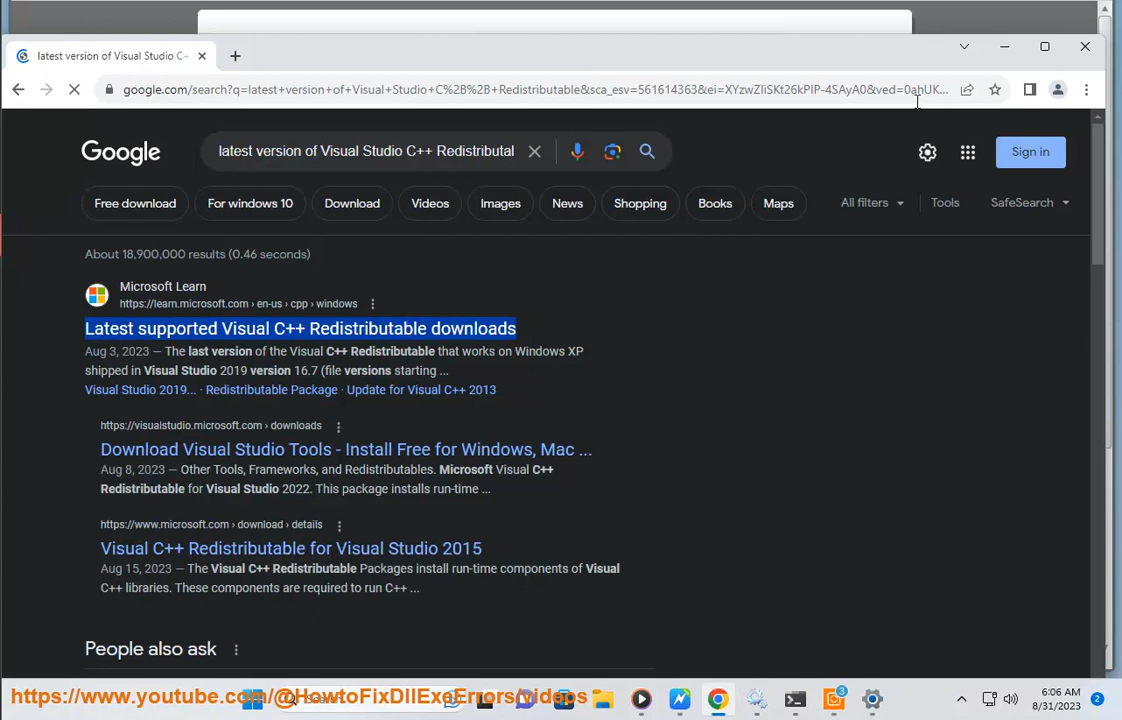 latest version of Visual Studio C+
google.com/search?q=latest+version+of+Visual+Studio+C%2B%2B+Redistributable&sca_esv=561614363&ei=XYzwZIiSKt26kPIP-4SAyA0&ved=0ahUK...
Google
latest version of Visual Studio C++ Redistributal
Sign in
Free download
For windows 10
Download
Videos
Images
News
Shopping
Books
Maps
All filters
Tools
SafeSearch
About 18,900,000 results (0.46 seconds)
Microsoft Learn
https://learn.microsoft.com › en-us › cpp › windows
Latest supported Visual C++ Redistributable downloads
Aug 3, 2023 — The last version of the Visual C++ Redistributable that works on Windows XP
shipped in Visual Studio 2019 version 16.7 (file versions starting ...
Visual Studio 2019... · Redistributable Package · Update for Visual C++ 2013
https://visualstudio.microsoft.com › downloads
Download Visual Studio Tools - Install Free for Windows, Mac ...
Aug 8, 2023 — Other Tools, Frameworks, and Redistributables. Microsoft Visual C++
Redistributable for Visual Studio 2022. This package installs run-time ...
https://www.microsoft.com › download › details
Visual C++ Redistributable for Visual Studio 2015
Aug 15, 2023 — The Visual C++ Redistributable Packages install run-time components of Visual
C++ libraries. These components are required to run C++ ...
People also ask
https://www.youtube.com/@HowtoFixDllExeErrors/videos
3
6:06 AM
8/31/2023
2